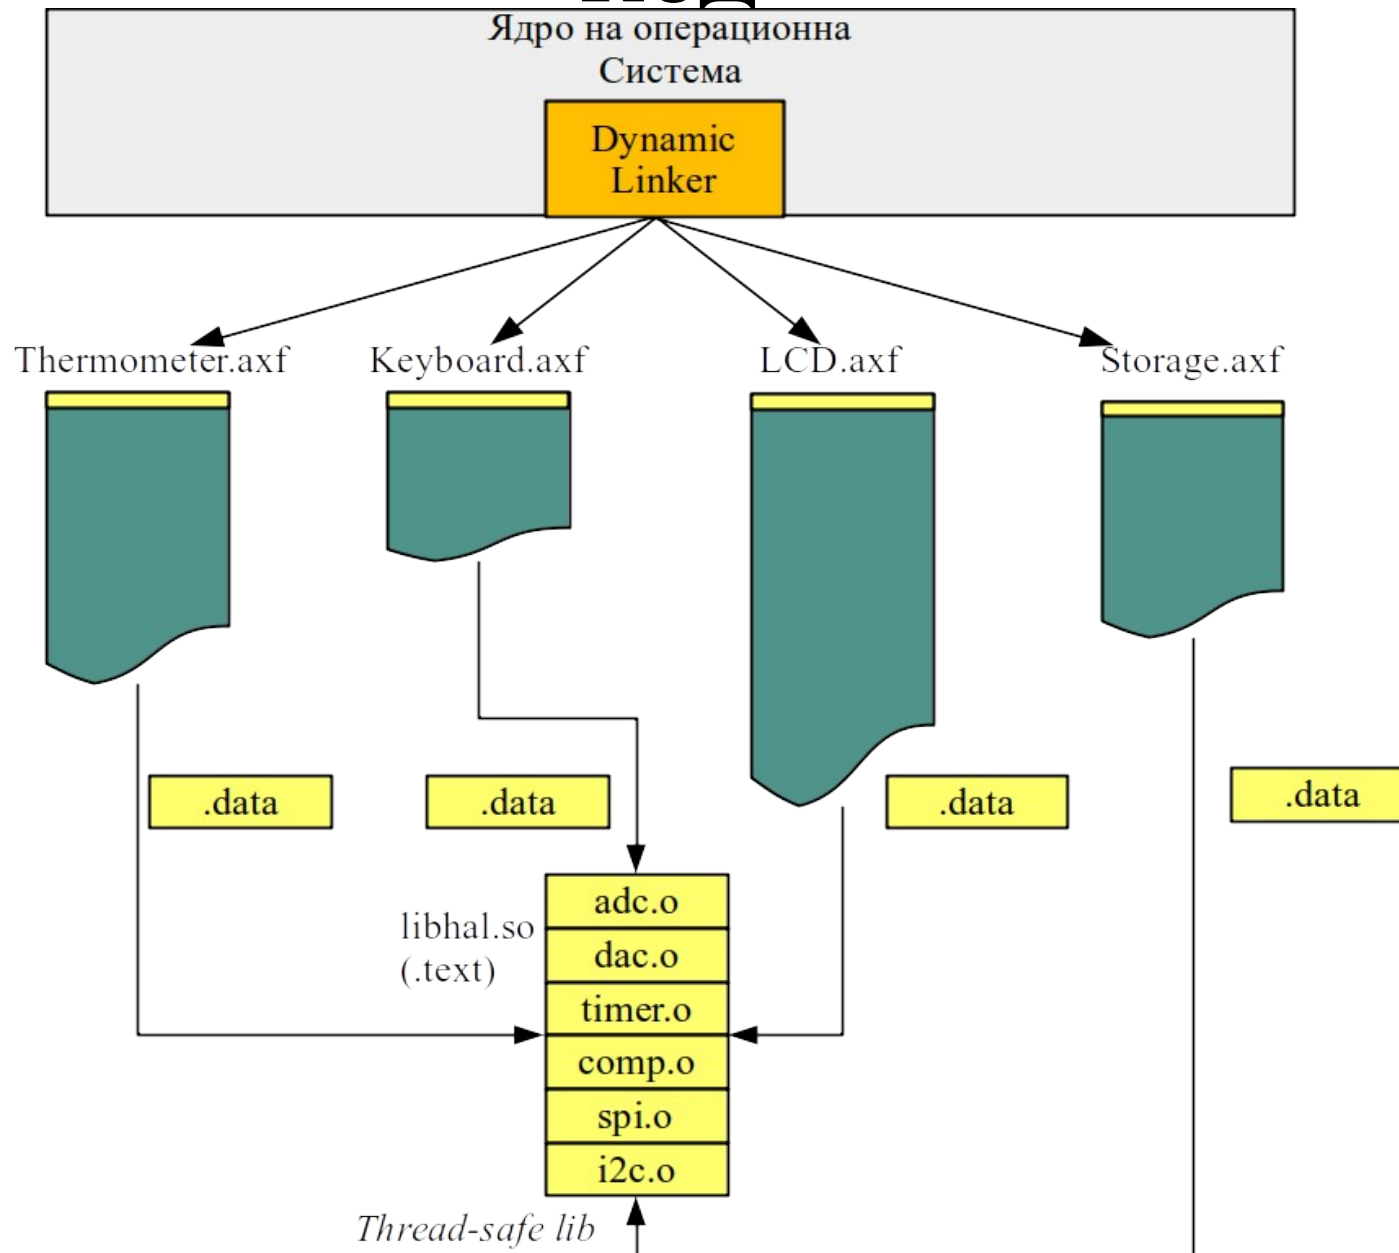 Ядро на операционна
Система
Dynamic
Linker
Thermometer.axf
Keyboard.axf
LCD.axf
Storage.axf
.data
.data
.data
.data
libhal.so
(.text)
adc.o
dac.o
timer.o
comp.o
spi.o
i2c.o
Thread-safe lib